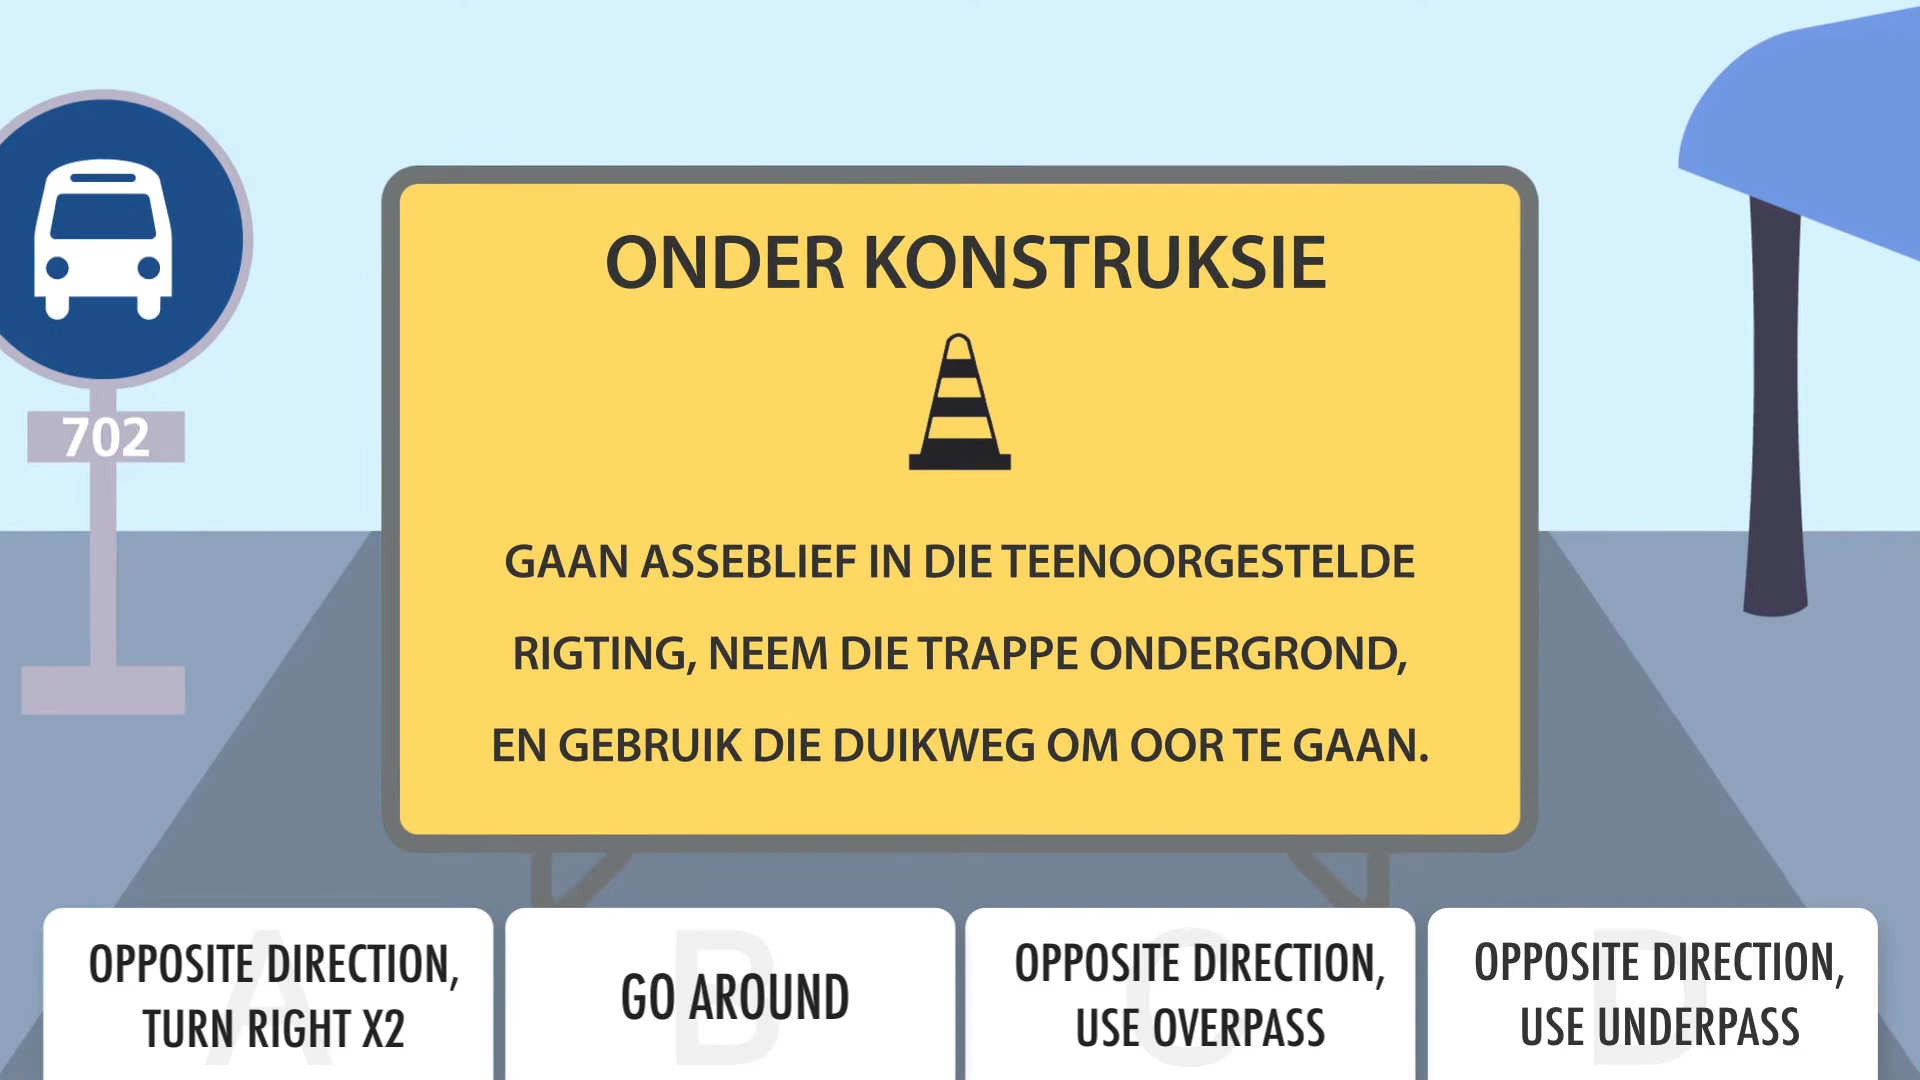 702
ONDER KONSTRUKSIE
GAAN ASSEBLIEF IN DIE TEENOORGESTELDE
RIGTING, NEEM DIE TRAPPE ONDERGROND,
EN GEBRUIK DIE DUIKWEG OM OOR TE GAAN.
A
OPPOSITE DIRECTION,
TURN RIGHT X2
B
GO AROUND
C
OPPOSITE DIRECTION,
USE OVERPASS
D
OPPOSITE DIRECTION,
USE UNDERPASS